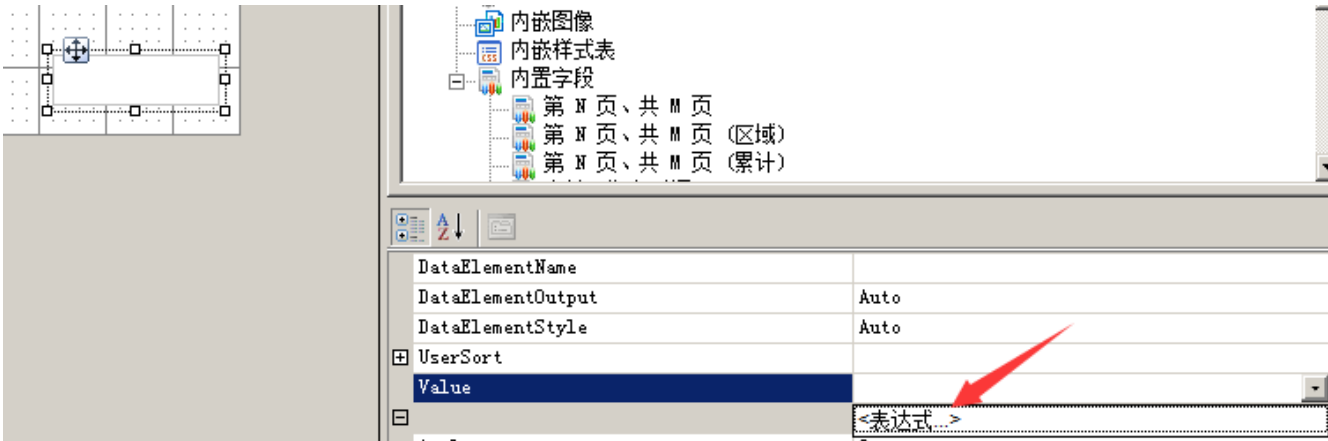 内嵌图像
内嵌样式表
css
内置字段
第 N 页、共 M 页
第 N 页、共 M 页 (区域)
第 N 页、共 M 页 (累计)
A
Z
DataElementName
DataElementOutput Auto
DataElementStyle Auto
UserSort
Value
<表达式...>